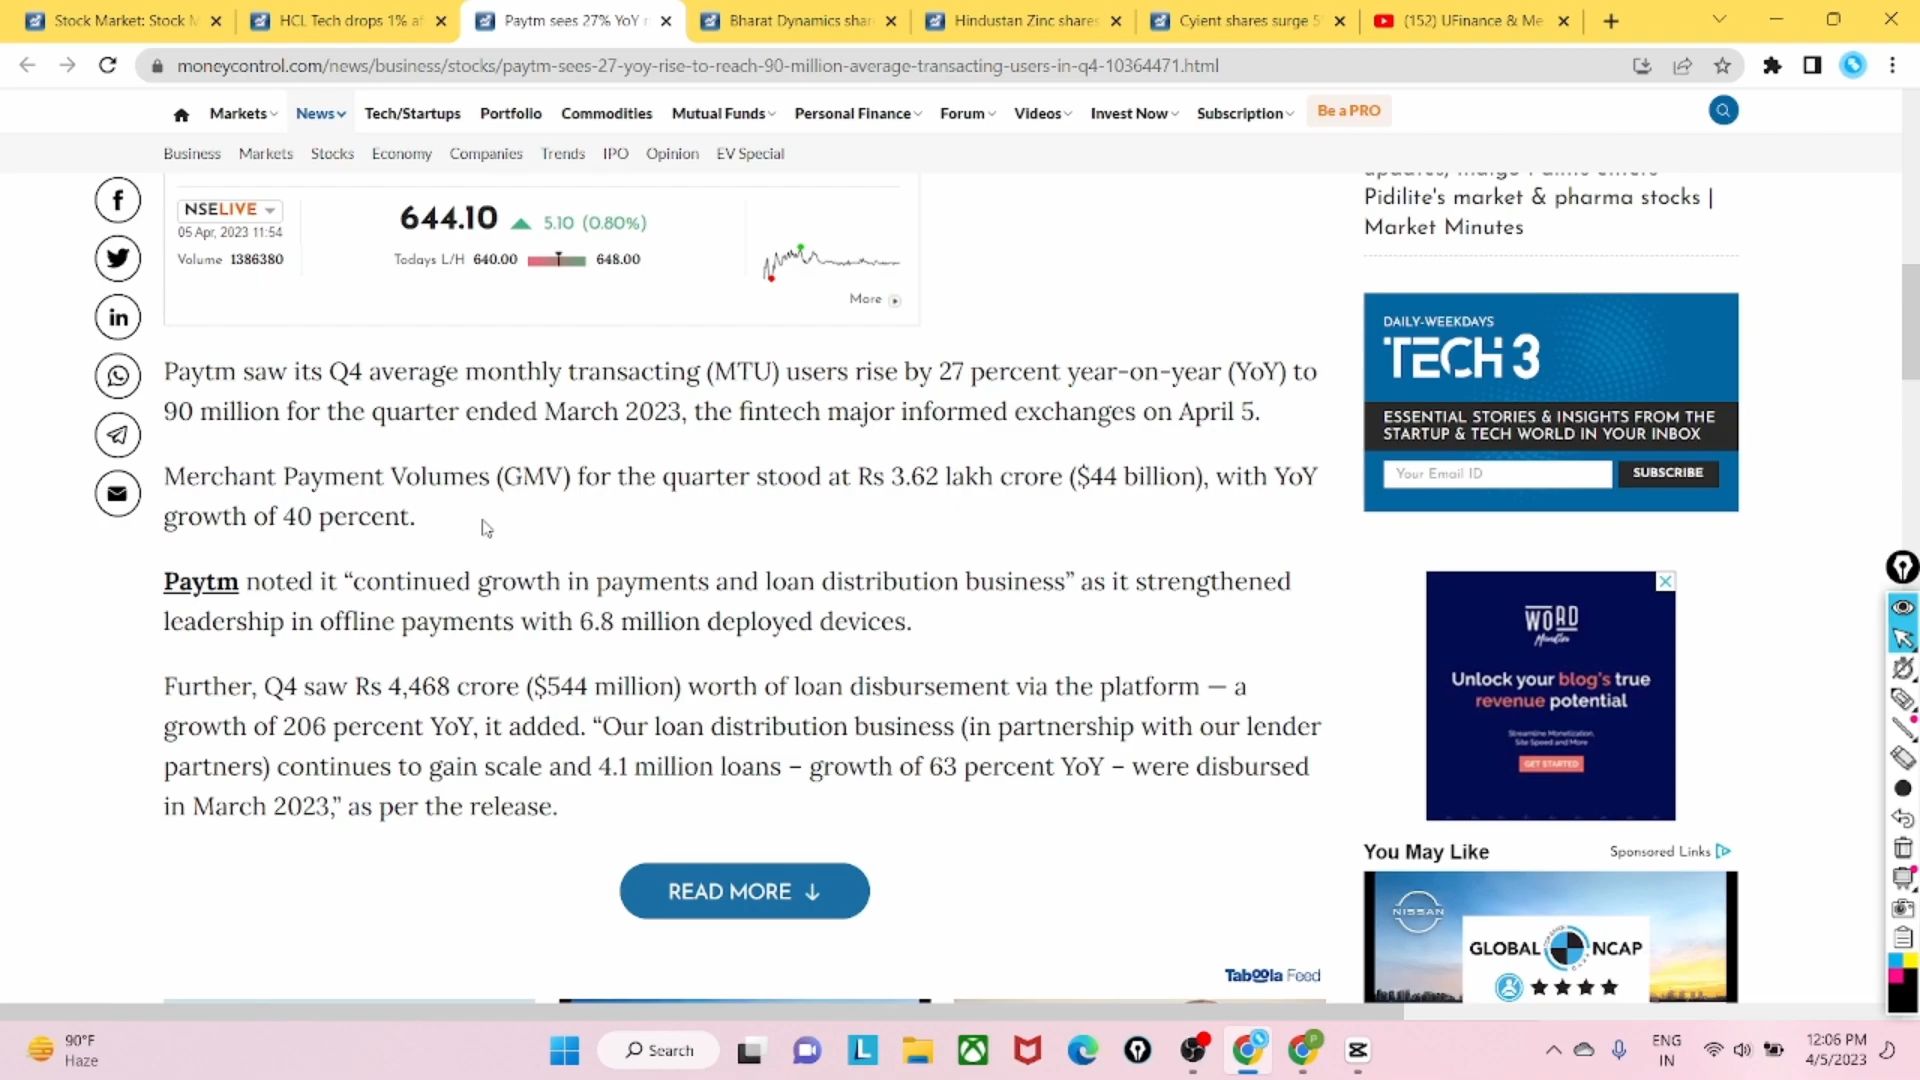 Stock Market: Stock M
HCL Tech drops 1% af
Paytm sees 27% YoY r
Bharat Dynamics shar
Hindustan Zinc shares
Cyient shares surge 5
(152) UFinance & Me
moneycontrol.com/news/business/stocks/paytm-sees-27-yoy-rise-to-reach-90-million-average-transacting-users-in-q4-10364471.html
Markets News Tech/Startups Portfolio Commodities Mutual Funds Personal Finance Forum Videos Invest Now Subscription Be a PRO
Business Markets Stocks Economy Companies Trends IPO Opinion EV Special
NSELIVE
05 Apr, 2023 11:54
Volume 1386380
644.10 5.10 (0.80%)
Todays L/H 640.00 648.00
More
Pidilite's market & pharma stocks |
Market Minutes
Paytm saw its Q4 average monthly transacting (MTU) users rise by 27 percent year-on-year (YoY) to
90 million for the quarter ended March 2023, the fintech major informed exchanges on April 5.
Merchant Payment Volumes (GMV) for the quarter stood at Rs 3.62 lakh crore ($44 billion), with YoY
growth of 40 percent.
Paytm noted it “continued growth in payments and loan distribution business” as it strengthened
leadership in offline payments with 6.8 million deployed devices.
Further, Q4 saw Rs 4,468 crore ($544 million) worth of loan disbursement via the platform — a
growth of 206 percent YoY, it added. “Our loan distribution business (in partnership with our lender
partners) continues to gain scale and 4.1 million loans – growth of 63 percent YoY – were disbursed
in March 2023,” as per the release.
READ MORE ↓
Taboola Feed
DAILY-WEEKDAYS
TECH 3
ESSENTIAL STORIES & INSIGHTS FROM THE
STARTUP & TECH WORLD IN YOUR INBOX
Your Email ID
SUBSCRIBE
WORD
Monetize
Unlock your blog's true
revenue potential
Streamline Monetization,
Site Speed and More
GET STARTED
You May Like
Sponsored Links
NISSAN
GLOBAL NCAP
90°F
Haze
Search
ENG
IN
12:06 PM
4/5/2023